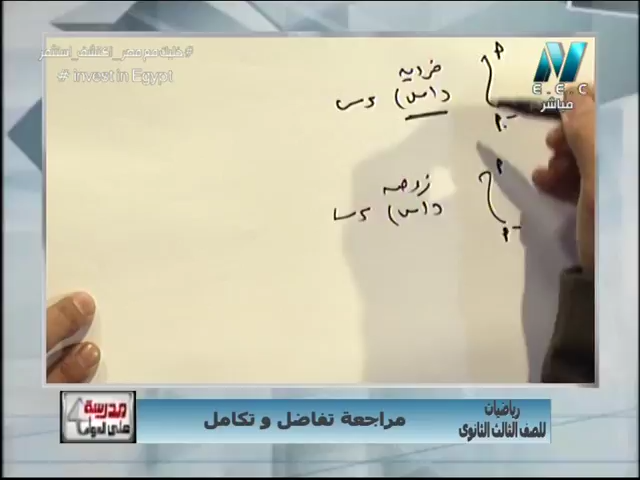 #خليك_مع_مصر_اكتشف_استثمر
# invest in Egypt
E.E.C
مباشر
فردية
د(س) ءس
م
-م
زوجية
د(س) ءس
م
-م
رياضيات
للصف الثالث الثانوى
مراجعة تفاضل و تكامل
مدرسة
على الهواء
4